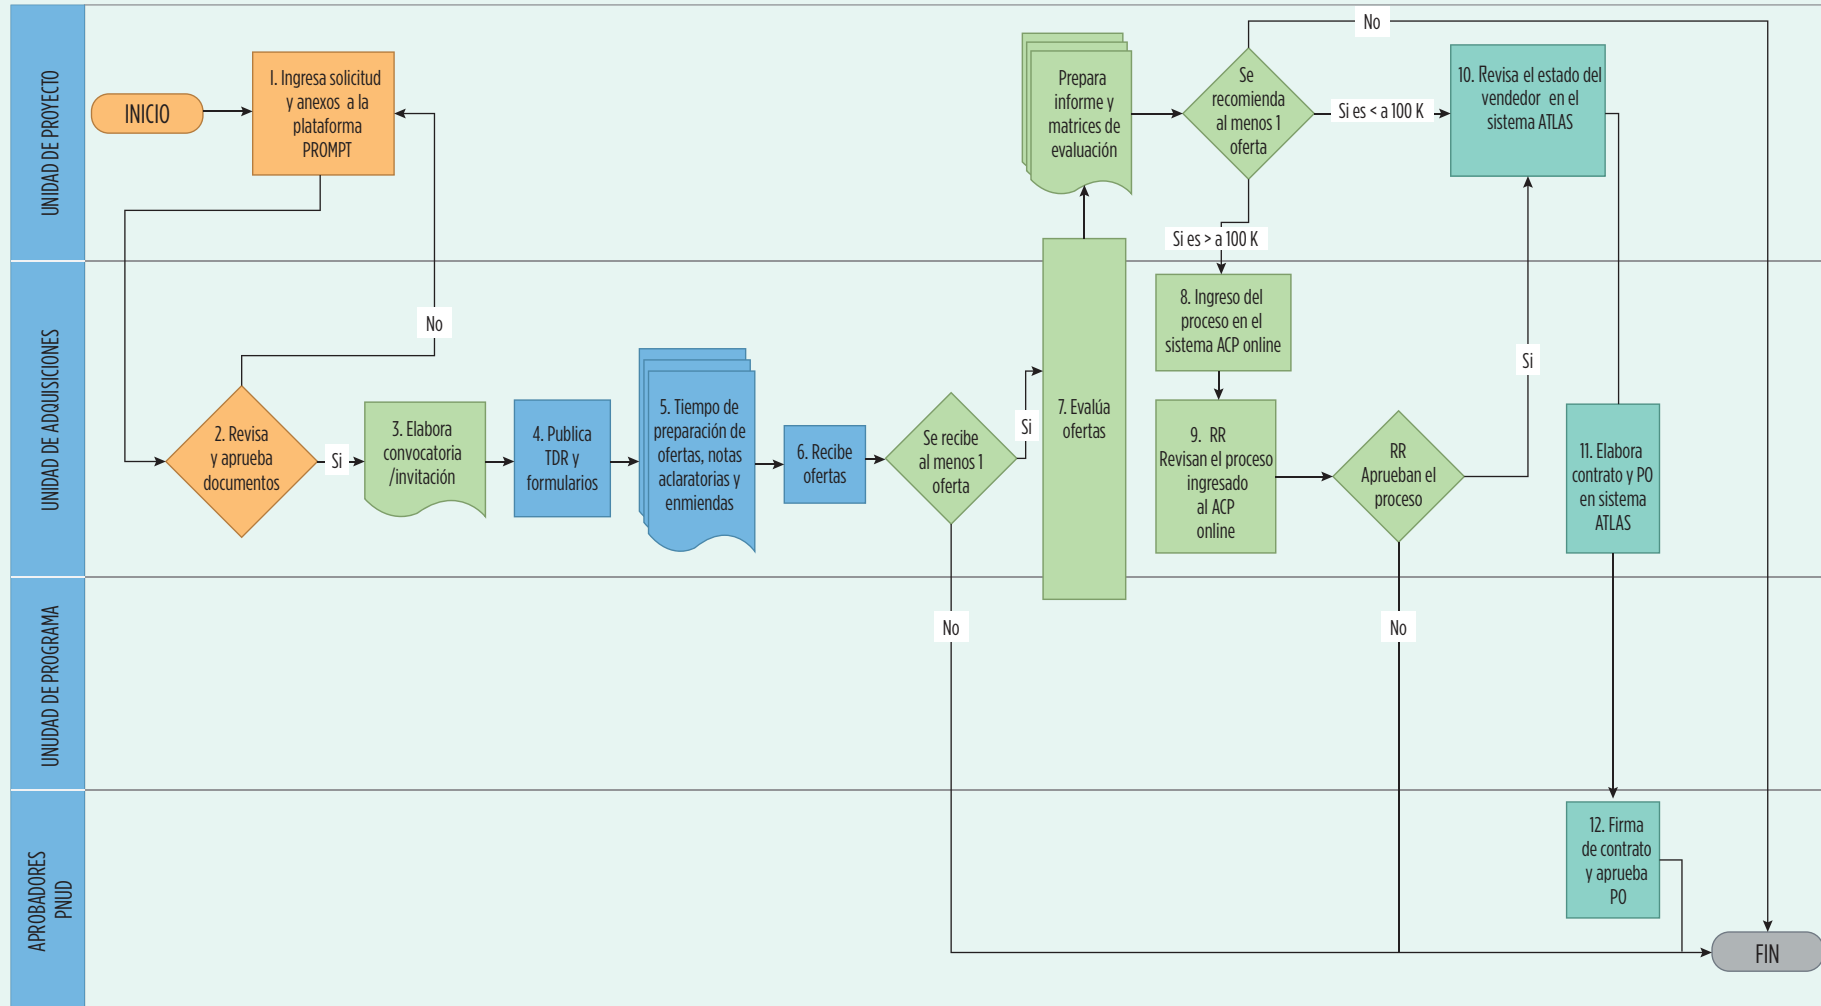 UNIDAD DE PROYECTO
INICIO
1. Ingresa solicitud
y anexos a la
plataforma
PROMPT
Prepara
informe y
matrices de
evaluación
Se
recomienda
al menos 1
oferta
No
Si es < a 100 K
10. Revisa el estado del
vendedor en el
sistema ATLAS
Si es > a 100 K
UNIDAD DE ADQUISICIONES
No
2. Revisa
y aprueba
documentos
Si
3. Elabora
convocatoria
/invitación
4. Publica
TDR y
formularios
5. Tiempo de
preparación de
ofertas, notas
aclaratorias y
enmiendas
6. Recibe
ofertas
Se recibe
al menos 1
oferta
Si
7. Evalúa
ofertas
8. Ingreso del
proceso en el
sistema ACP online
9. RR
Revisan el proceso
ingresado
al ACP
online
RR
Aprueban el
proceso
Si
11. Elabora
contrato y PO
en sistema
ATLAS
UNUDAD DE PROGRAMA
No
No
APROBADORES
PNUD
12. Firma
de contrato
y aprueba
PO
FIN